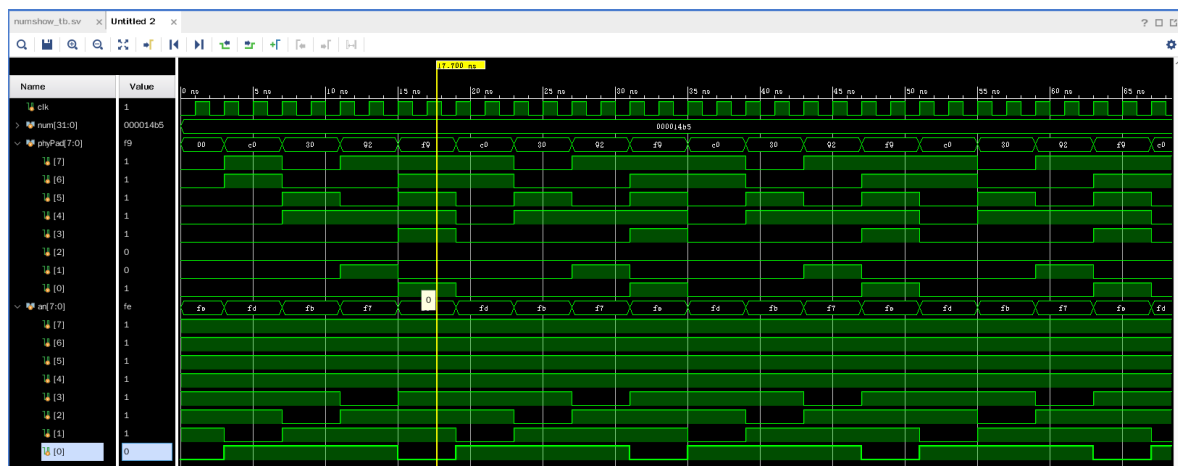 numshow_tb.sv × Untitled 2 ×
17.700 ns
Name Value 0 ns 5 ns 10 ns 15 ns 20 ns 25 ns 30 ns 35 ns 40 ns 45 ns 50 ns 55 ns 60 ns 65 ns
clk 1
num[31:0] 000014b5 000014b5
phyPad[7:0] f9 00 c0 30 92 f9 c0 30 92 f9 c0 30 92 f9 c0 30 92 f9 c0
[7] 1
[6] 1
[5] 1
[4] 1
[3] 1
[2] 0
[1] 0
[0] 1
0
an[7:0] fe fe fd fb f7 fd fb f7 fe fd fb f7 fe fd fb f7 fe fd
[7] 1
[6] 1
[5] 1
[4] 1
[3] 1
[2] 1
[1] 1
[0] 0